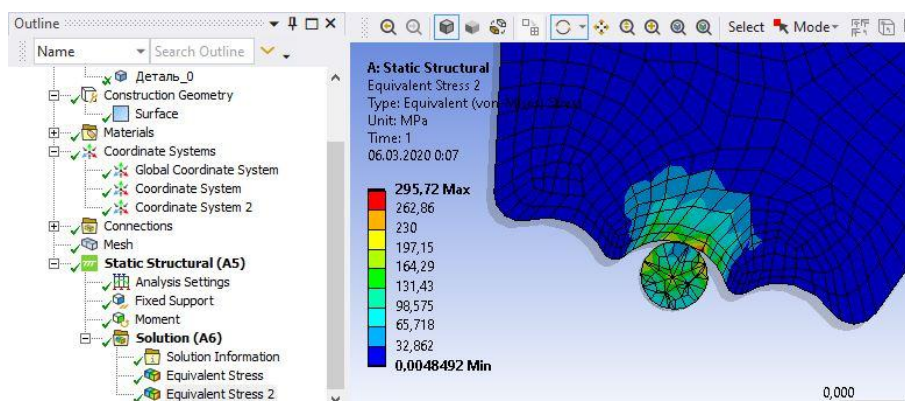 Outline
Name
Search Outline
Деталь_0
Construction Geometry
Surface
Materials
Coordinate Systems
Global Coordinate System
Coordinate System
Coordinate System 2
Connections
Mesh
Static Structural (A5)
Analysis Settings
Fixed Support
Moment
Solution (A6)
Solution Information
Equivalent Stress
Equivalent Stress 2
Select Mode
A: Static Structural
Equivalent Stress 2
Type: Equivalent
Unit: MPa
Time: 1
06.03.2020 0:07
295,72 Max
262,86
230
197,15
164,29
131,43
98,575
65,718
32,862
0,0048492 Min
0,000